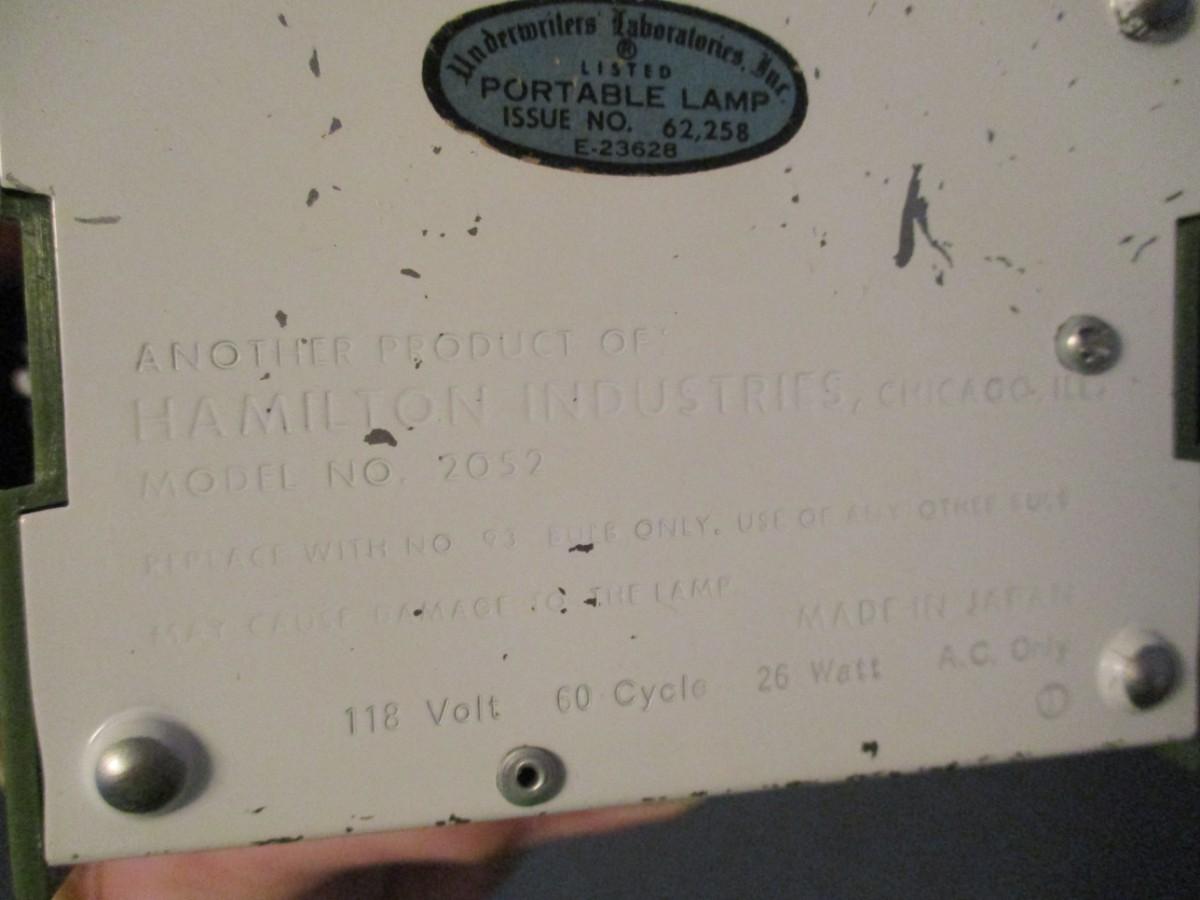 Underwriters' Laboratories, Inc.
®
LISTED
PORTABLE LAMP
ISSUE NO. 62,258
E-23628
ANOTHER PRODUCT OF
HAMILTON INDUSTRIES, CHICAGO, ILL.
MODEL NO. 2052
REPLACE WITH NO 93 BULB ONLY. USE OF ANY OTHER BULB
MAY CAUSE DAMAGE TO THE LAMP
MADE IN JAPAN
118 Volt 60 Cycle 26 Watt A.C. Only